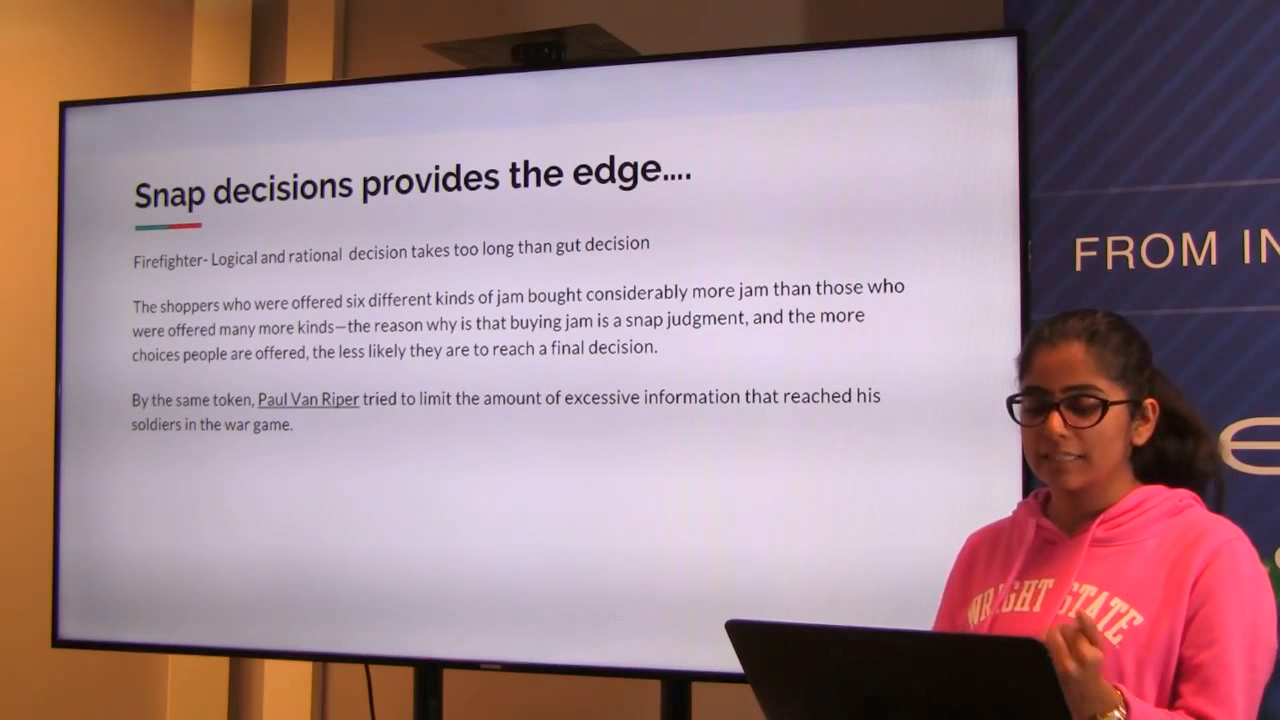 Snap decisions provides the edge....
Firefighter- Logical and rational decision takes too long than gut decision
The shoppers who were offered six different kinds of jam bought considerably more jam than those who
were offered many more kinds—the reason why is that buying jam is a snap judgment, and the more
choices people are offered, the less likely they are to reach a final decision.
By the same token, Paul Van Riper tried to limit the amount of excessive information that reached his
soldiers in the war game.
FROM IN
e
WRIGHT STATE